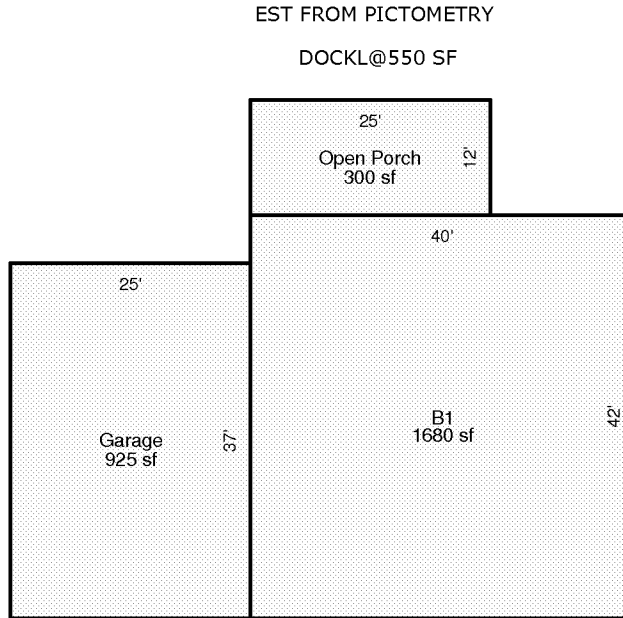 EST FROM PICTOMETRY
DOCKL@550 SF
25'
Open Porch
300 sf
12'
40'
25'
B1
1680 sf
42'
Garage
925 sf
37'